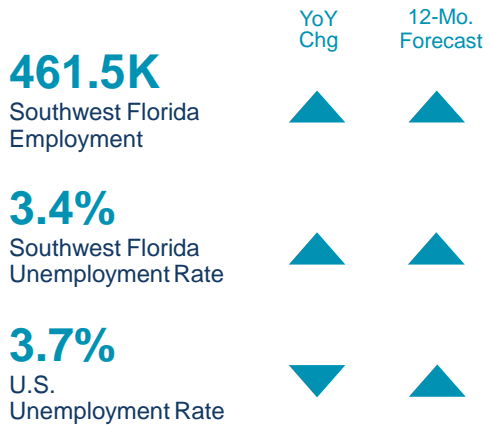 YoY
Chg
12-Mo.
Forecast
461.5K
Southwest Florida
Employment
3.4%
Southwest Florida
Unemployment Rate
3.7%
U.S.
Unemployment Rate